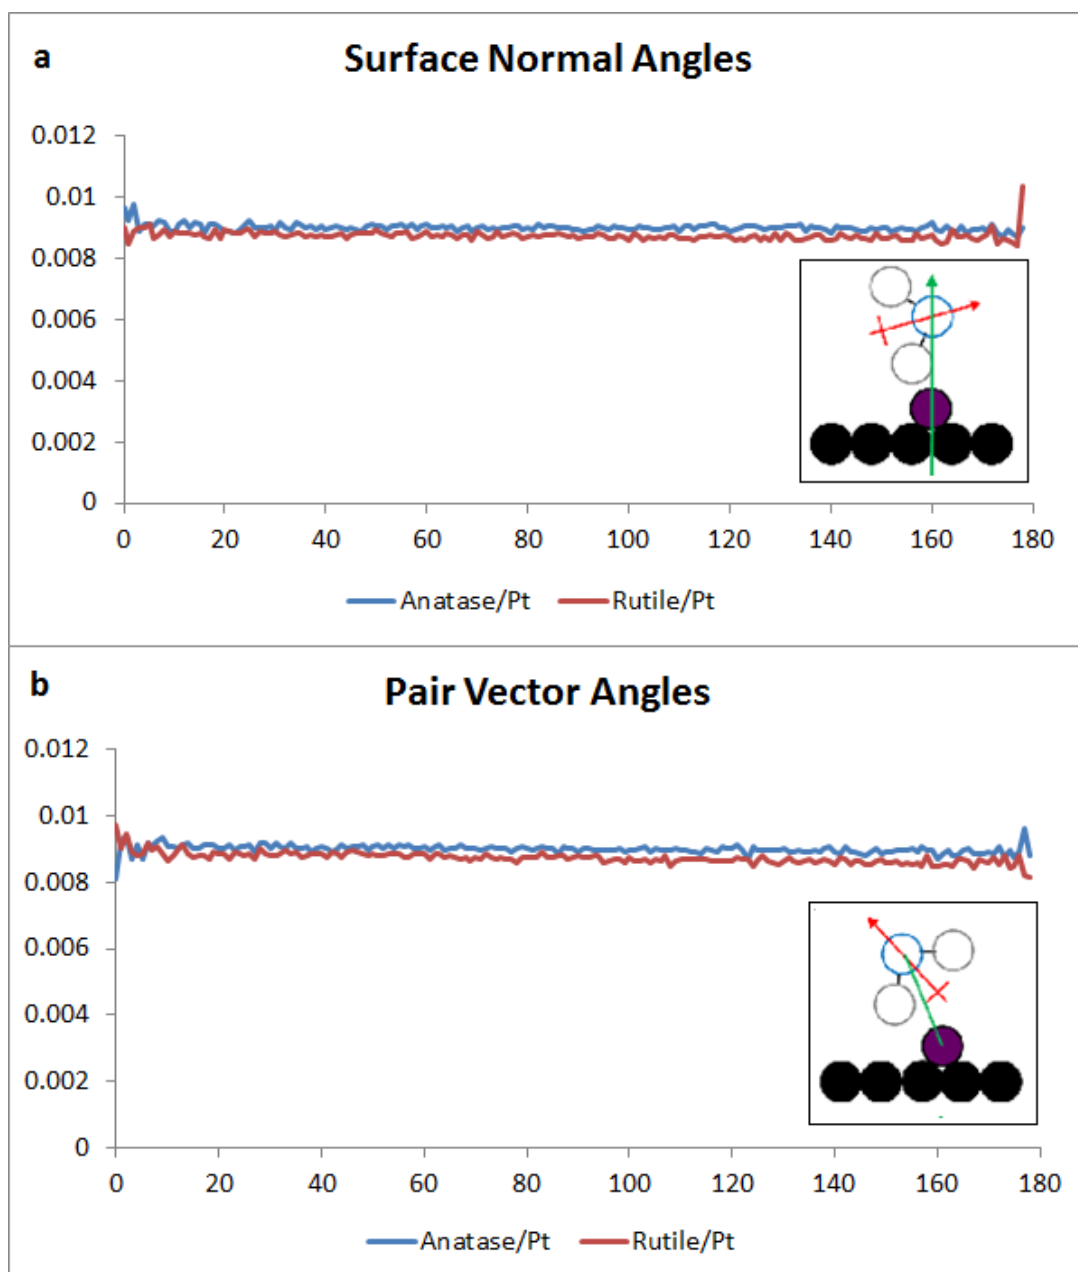 a
Surface Normal Angles
0.012
0.01
0.008
0.006
0.004
0.002
0
0 20 40 60 80 100 120 140 160 180
Anatase/Pt Rutile/Pt
b
Pair Vector Angles
0.012
0.01
0.008
0.006
0.004
0.002
0
0 20 40 60 80 100 120 140 160 180
Anatase/Pt Rutile/Pt